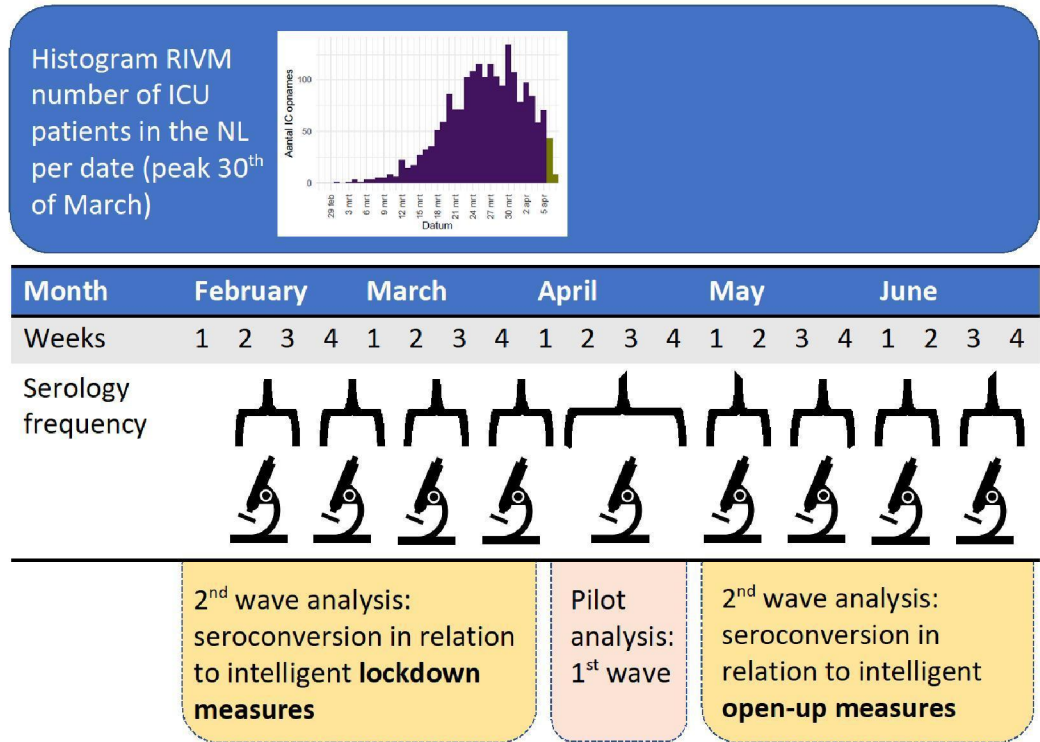 Histogram RIVM
number of ICU
patients in the NL
per date (peak 30th
of March)
Aantal IC opnames
100
50
0
29 feb 3 mrt 6 mrt 9 mrt 12 mrt 15 mrt 18 mrt 21 mrt 24 mrt 27 mrt 30 mrt 2 apr 5 apr
Datum
Month February March April May June
Weeks 1 2 3 4 1 2 3 4 1 2 3 4 1 2 3 4 1 2 3 4
Serology
frequency
2nd wave analysis:
seroconversion in relation
to intelligent lockdown
measures
Pilot
analysis:
1st wave
2nd wave analysis:
seroconversion in
relation to intelligent
open-up measures